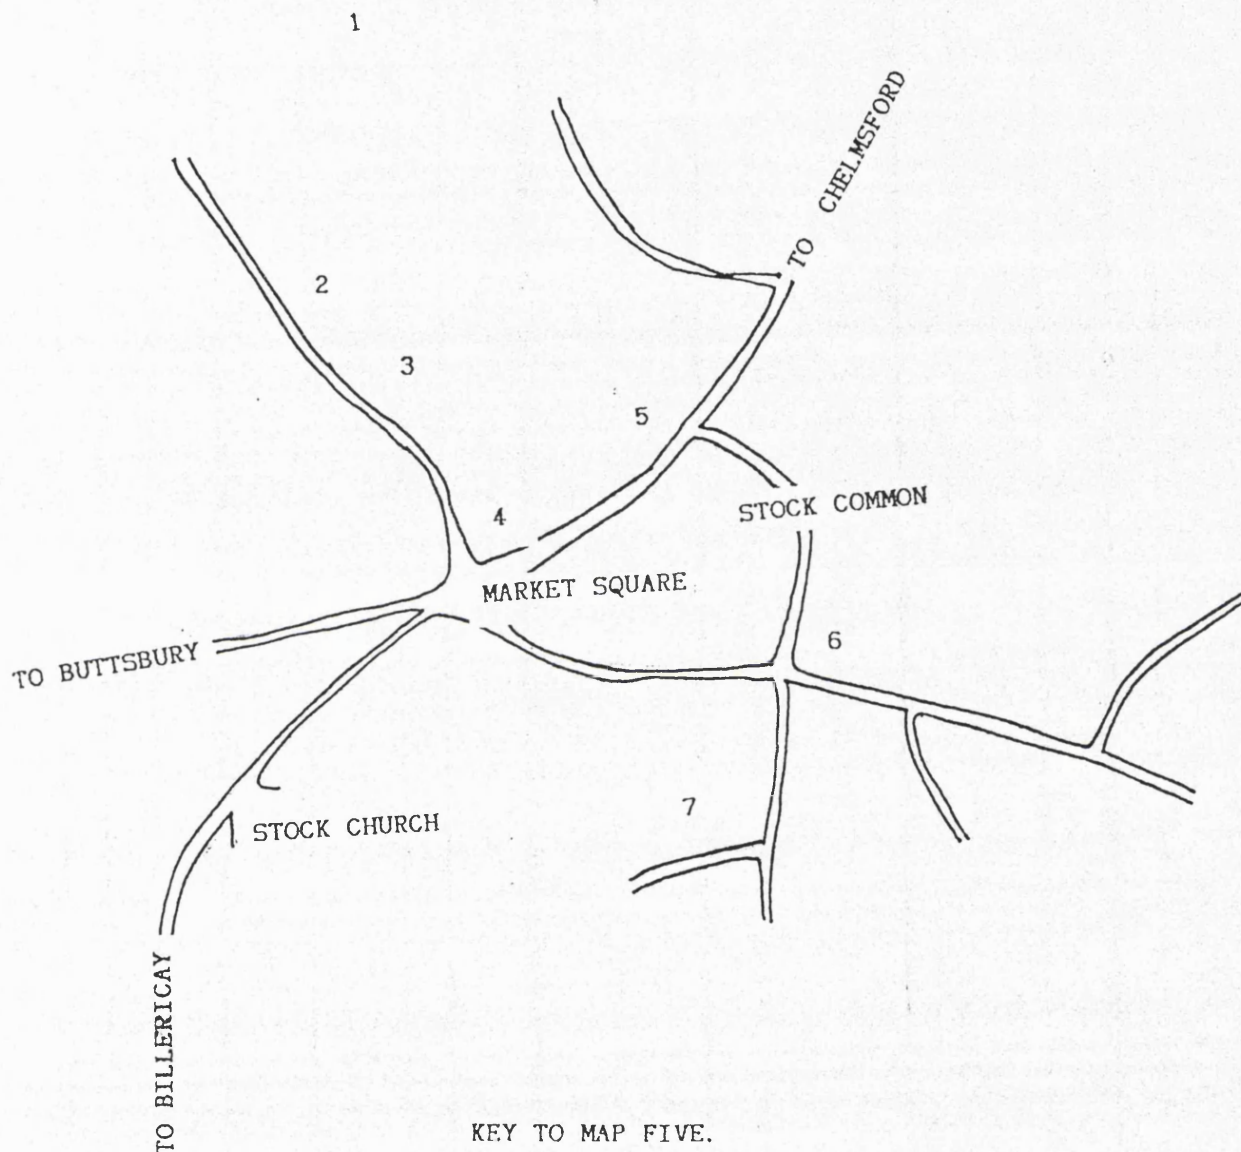 1
TO CHELMSFORD
2
3
5
4
STOCK COMMON
MARKET SQUARE
6
TO BUTTSBURY
7
STOCK CHURCH
TO BILLERICAY
KEY TO MAP FIVE.